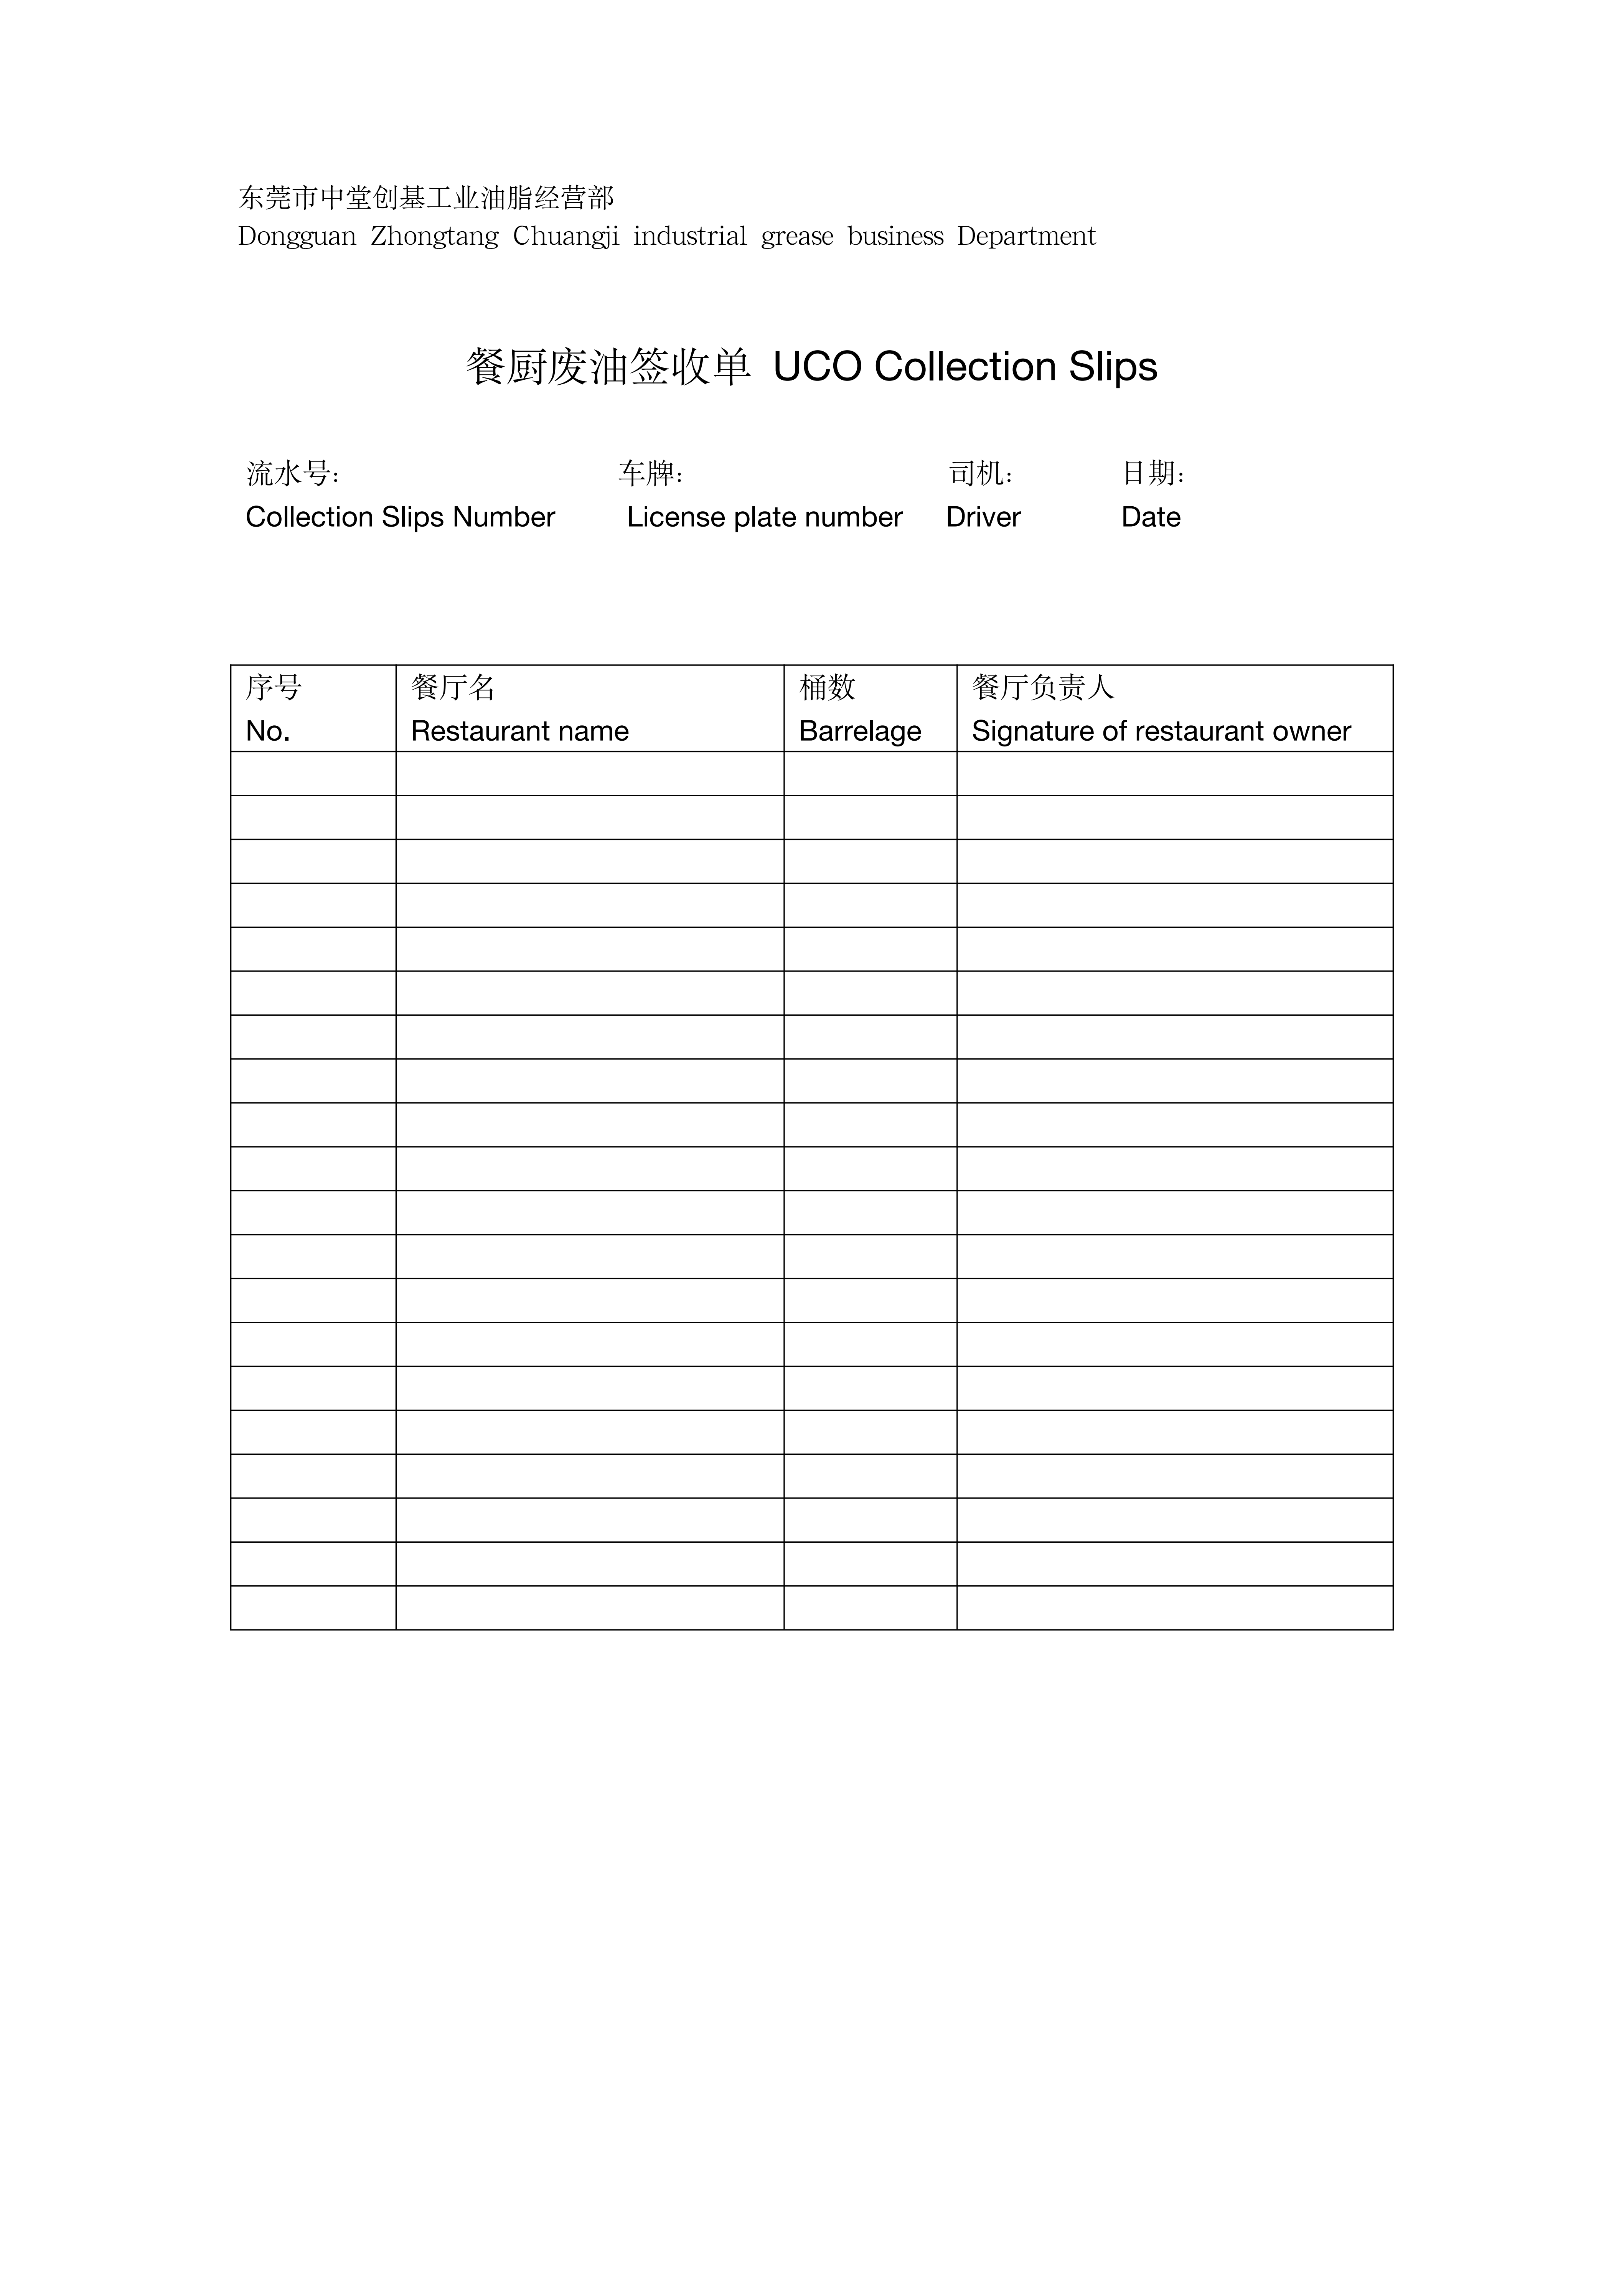 东莞市中堂创基工业油脂经营部
Dongguan Zhongtang Chuangji industrial grease business Department
餐厨废油签收单 UCO Collection Slips
流水号: 车牌: 司机: 日期:
Collection Slips Number License plate number Driver Date
序号 餐厅名 桶数 餐厅负责人
No. Restaurant name Barrelage Signature of restaurant owner